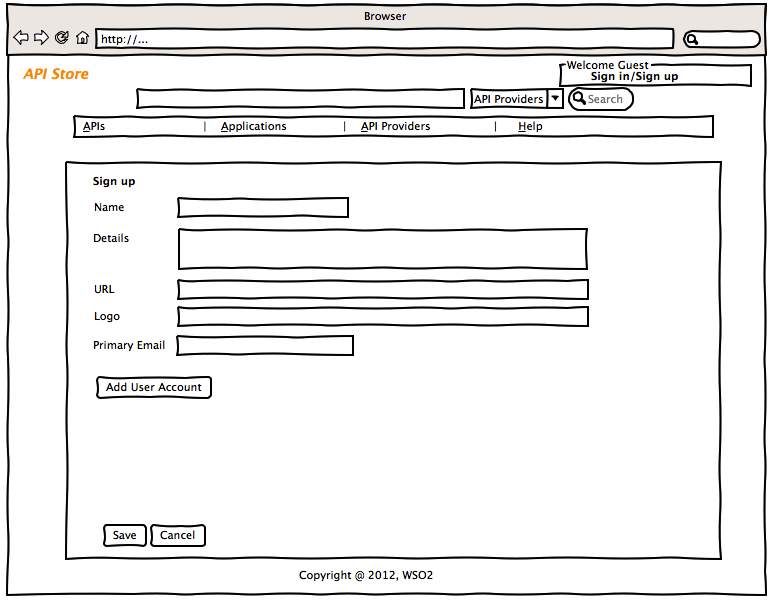 Browser
http://...
API Store
Welcome Guest
Sign in/Sign up
API Providers
Search
APIs | Applications | API Providers | Help
Sign up
Name
Details
URL
Logo
Primary Email
Add User Account
Save
Cancel
Copyright @ 2012, WSO2